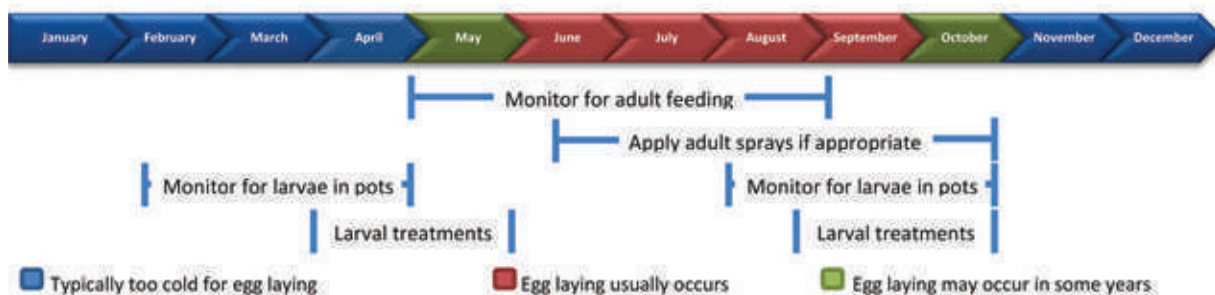 January February March April May June July August September October November December
Monitor for adult feeding
Apply adult sprays if appropriate
Monitor for larvae in pots Monitor for larvae in pots
Larval treatments Larval treatments
Typically too cold for egg laying Egg laying usually occurs Egg laying may occur in some years